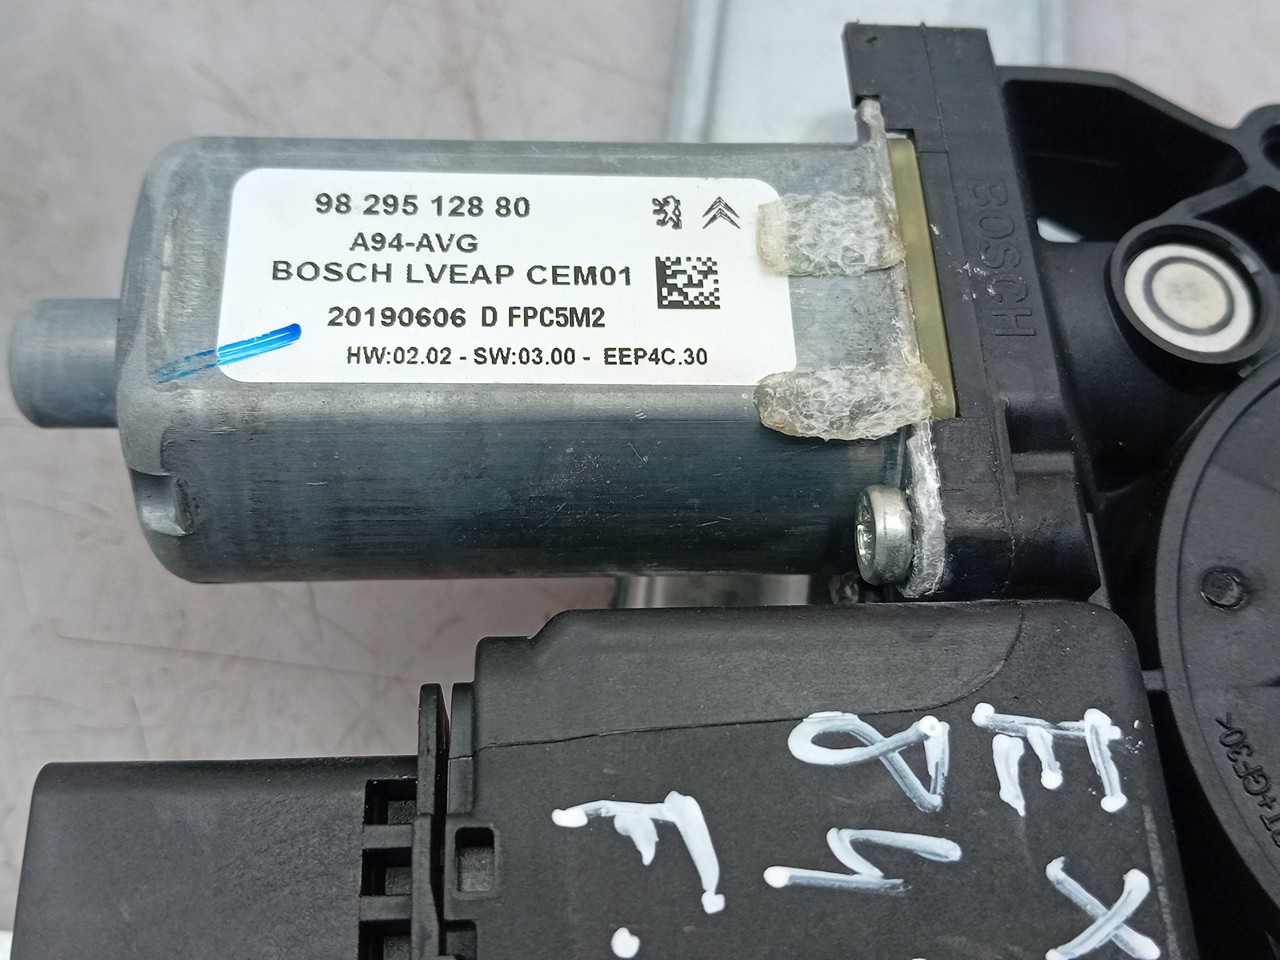 98 295 128 80
A94-AVG
BOSCH LVEAP CEM01
20190606 D FPC5M2
HW:02.02 - SW:03.00 - EEP4C.30
BOSCH